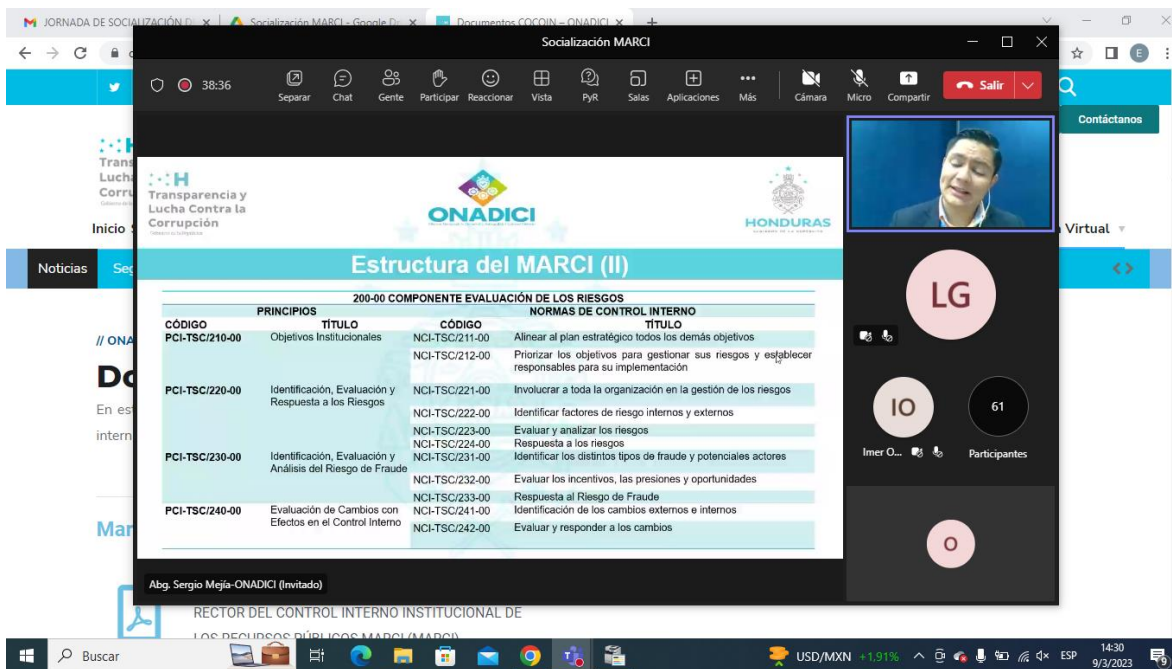 JORNADA DE SOCIALIZACIÓN D
Socialización MARCI - Google Dr
Documentos COCOIN – ONADICI
Socialización MARCI
38:36
Separar
Chat
Gente
Participar
Reaccionar
Vista
PyR
Salas
Aplicaciones
Más
Cámara
Micro
Compartir
Salir
E
Contáctanos
Trans
Lucha
Corru
H
Transparencia y
Lucha Contra la
Corrupción
ONADICI
HONDURAS
Inicio
Virtual
Noticias
Seg
Estructura del MARCI (II)
200-00 COMPONENTE EVALUACIÓN DE LOS RIESGOS
PRINCIPIOS NORMAS DE CONTROL INTERNO
CÓDIGO TÍTULO CÓDIGO TÍTULO
PCI-TSC/210-00 Objetivos Institucionales NCI-TSC/211-00 Alinear al plan estratégico todos los demás objetivos
NCI-TSC/212-00 Priorizar los objetivos para gestionar sus riesgos y establecer
responsables para su implementación
PCI-TSC/220-00 Identificación, Evaluación y NCI-TSC/221-00 Involucrar a toda la organización en la gestión de los riesgos
Respuesta a los Riesgos
NCI-TSC/222-00 Identificar factores de riesgo internos y externos
NCI-TSC/223-00 Evaluar y analizar los riesgos
NCI-TSC/224-00 Respuesta a los riesgos
PCI-TSC/230-00 Identificación, Evaluación y NCI-TSC/231-00 Identificar los distintos tipos de fraude y potenciales actores
Análisis del Riesgo de Fraude
NCI-TSC/232-00 Evaluar los incentivos, las presiones y oportunidades
NCI-TSC/233-00 Respuesta al Riesgo de Fraude
PCI-TSC/240-00 Evaluación de Cambios con NCI-TSC/241-00 Identificación de los cambios externos e internos
Efectos en el Control Interno
NCI-TSC/242-00 Evaluar y responder a los cambios
LG
IO
61
Imer O...
Participantes
O
// ONA
Do
En es
intern
Mar
Abg. Sergio Mejía-ONADICI (Invitado)
RECTOR DEL CONTROL INTERNO INSTITUCIONAL DE
LOS RECURSOS PÚBLICOS MARCI (MARCI)
Buscar
USD/MXN +1,91%
ESP
14:30
9/3/2023